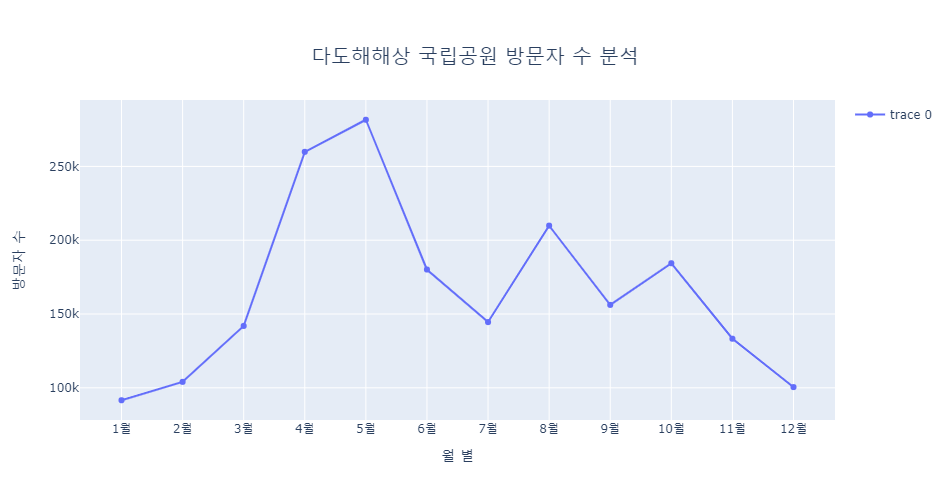 다도해해상 국립공원 방문자 수 분석
trace 0
방문자 수
250k
200k
150k
100k
1월 2월 3월 4월 5월 6월 7월 8월 9월 10월 11월 12월
월 별